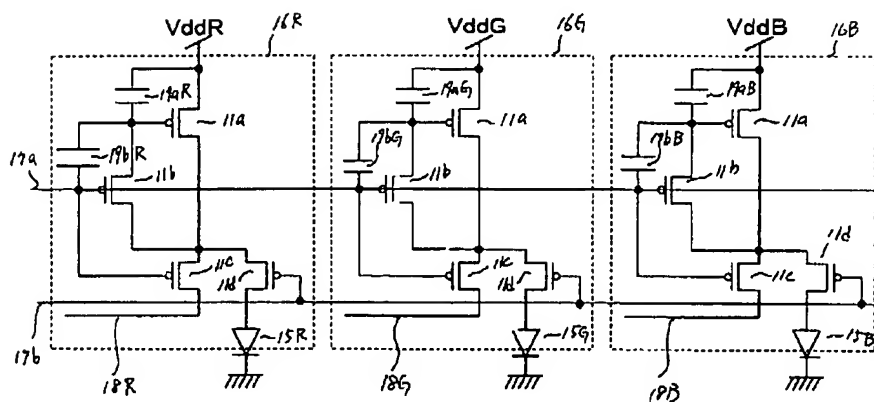 VddR 16R VddG 16G VddB 16B
19aR 19aG 19aB
11a 11a 11a
19bR 19bG 19bB
17a 11b 11b 11b
11c 11d 11c 11d 11c 11d
17b 15R 15G 15B
18R 18G 18B